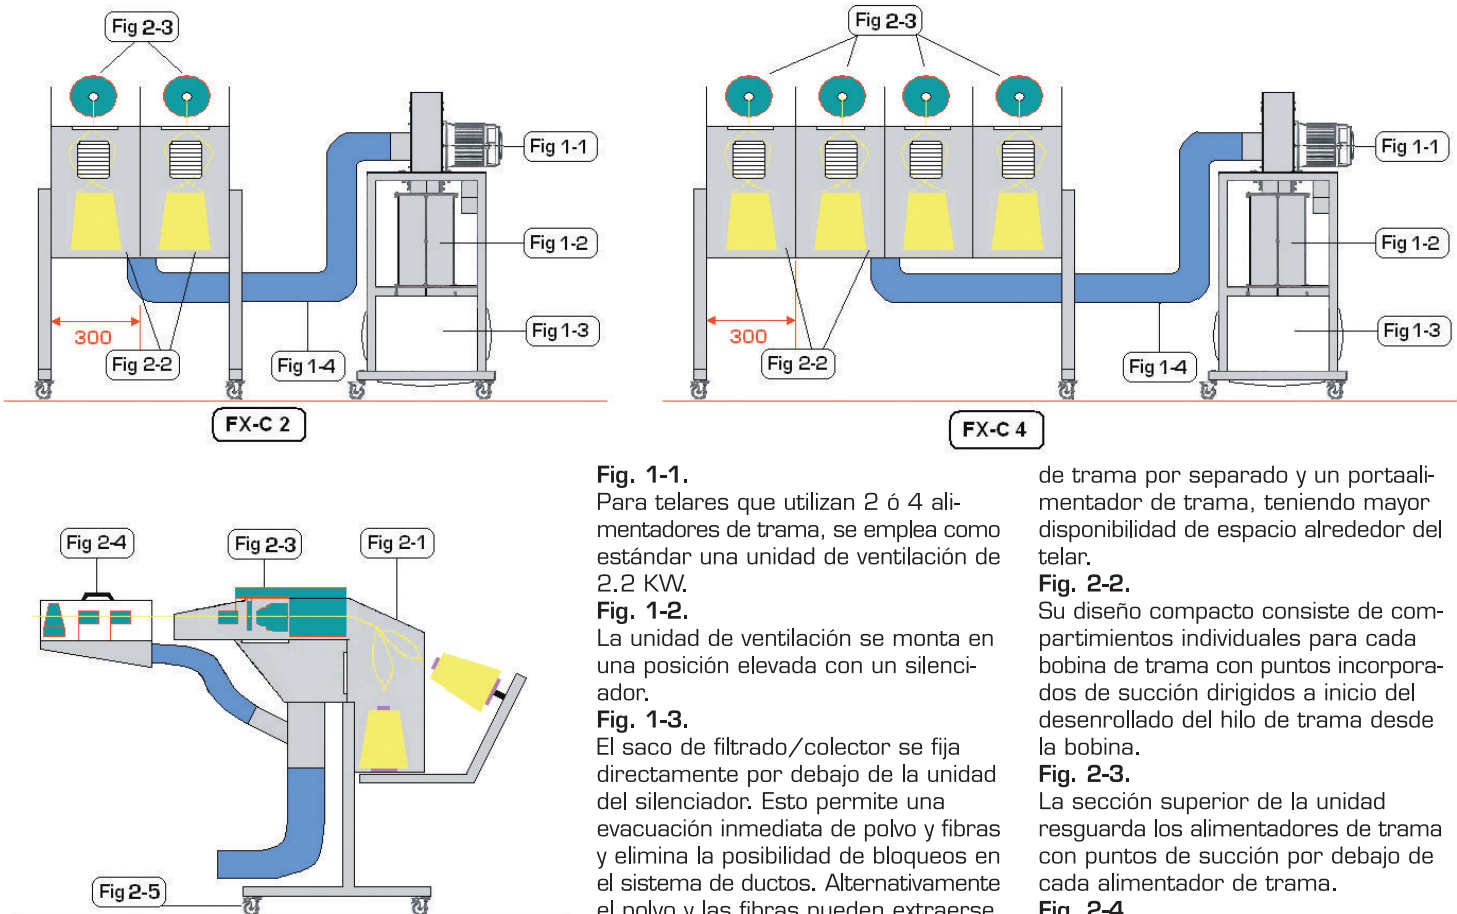 Fig 2-3
Fig 1-1
Fig 1-2
Fig 1-3
300
Fig 2-2
Fig 1-4
FX-C 2
Fig 2-3
Fig 1-1
Fig 1-2
Fig 1-3
300
Fig 2-2
Fig 1-4
FX-C 4
Fig 2-4
Fig 2-3
Fig 2-1
Fig 2-5
Fig. 1-1.
Para telares que utilizan 2 ó 4 ali-
mentadores de trama, se emplea como
estándar una unidad de ventilación de
2.2 KW.
Fig. 1-2.
La unidad de ventilación se monta en
una posición elevada con un silenci-
ador.
Fig. 1-3.
El saco de filtrado/colector se fija
directamente por debajo de la unidad
del silenciador. Esto permite una
evacuación inmediata de polvo y fibras
y elimina la posibilidad de bloqueos en
el sistema de ductos. Alternativamente
el polvo y las fibras pueden extraerse
de trama por separado y un portaali-
mentador de trama, teniendo mayor
disponibilidad de espacio alrededor del
telar.
Fig. 2-2.
Su diseño compacto consiste de com-
partimientos individuales para cada
bobina de trama con puntos incorpora-
dos de succión dirigidos a inicio del
desenrollado del hilo de trama desde
la bobina.
Fig. 2-3.
La sección superior de la unidad
resguarda los alimentadores de trama
con puntos de succión por debajo de
cada alimentador de trama.
Fig. 2-4